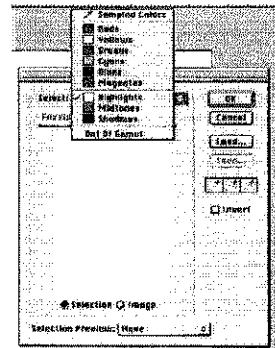 Sampled Colors
Reds
Yellows
Greens
Cyans
Blues
Magentas
Highlights
Midtones
Shadows
Out Of Gamut
Select:
OK
Cancel
Load...
Save...
Invert
Selection Image
Selection Preview: None